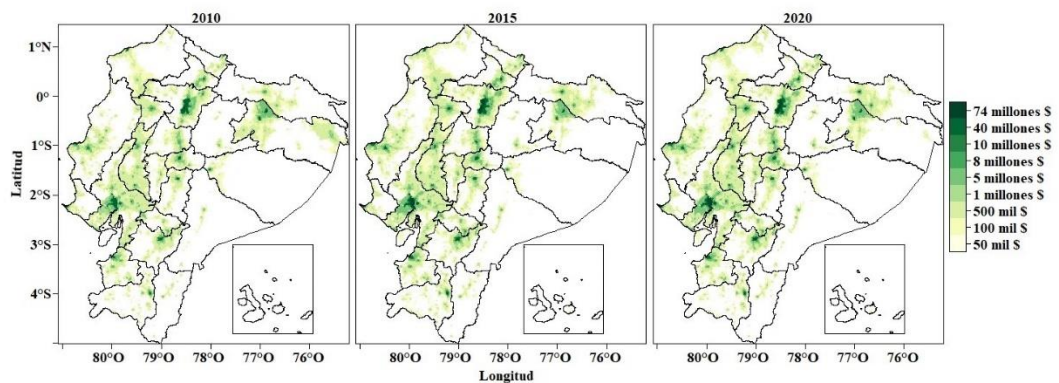 2010
2015
2020
Latitud
1°N
0°
1°S
2°S
3°S
4°S
74 millones $
40 millones $
10 millones $
8 millones $
5 millones $
1 millones $
500 mil $
100 mil $
50 mil $
80°O 79°O 78°O 77°O 76°O
80°O 79°O 78°O 77°O 76°O
80°O 79°O 78°O 77°O 76°O
Longitud